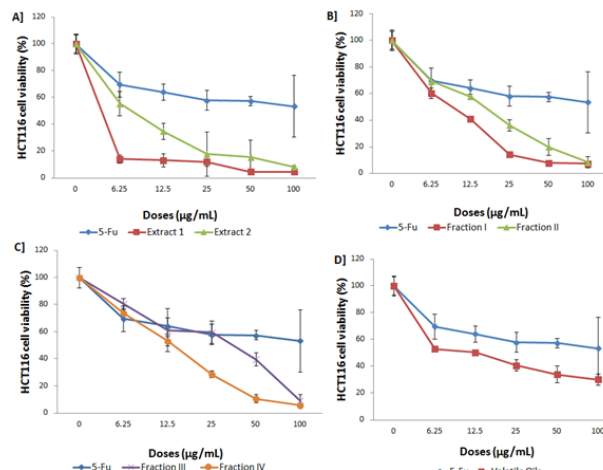 A]
HCT116 cell viability (%)
120
100
80
60
40
20
0
0 6.25 12.5 25 50 100
Doses (µg/mL)
5-Fu Extract 1 Extract 2
B]
HCT116 cell viability (%)
120
100
80
60
40
20
0
0 6.25 12.5 25 50 100
Doses (µg/mL)
5-Fu Fraction I Fraction II
C]
HCT116 cell viability (%)
120
100
80
60
40
20
0
0 6.25 12.5 25 50 100
Doses (µg/mL)
5-Fu Fraction III Fraction IV
D]
HCT116 cell viability (%)
120
100
80
60
40
20
0
0 6.25 12.5 25 50 100
Doses (µg/mL)
5-Fu Volatile Oils